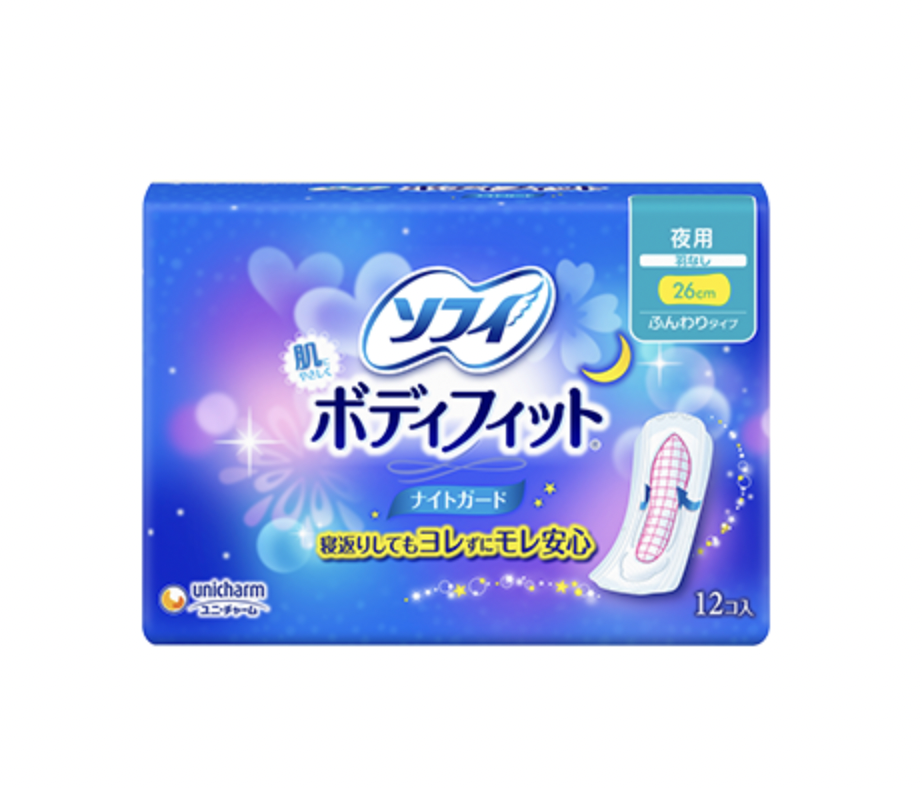 夜用
羽なし
26cm
ふんわりタイプ
ソフィ
肌に
やさしく
ボディフィット®
ナイトガード
寝返りしてもヨレずにモレ安心
unicharm
ユニ・チャーム
12コ入